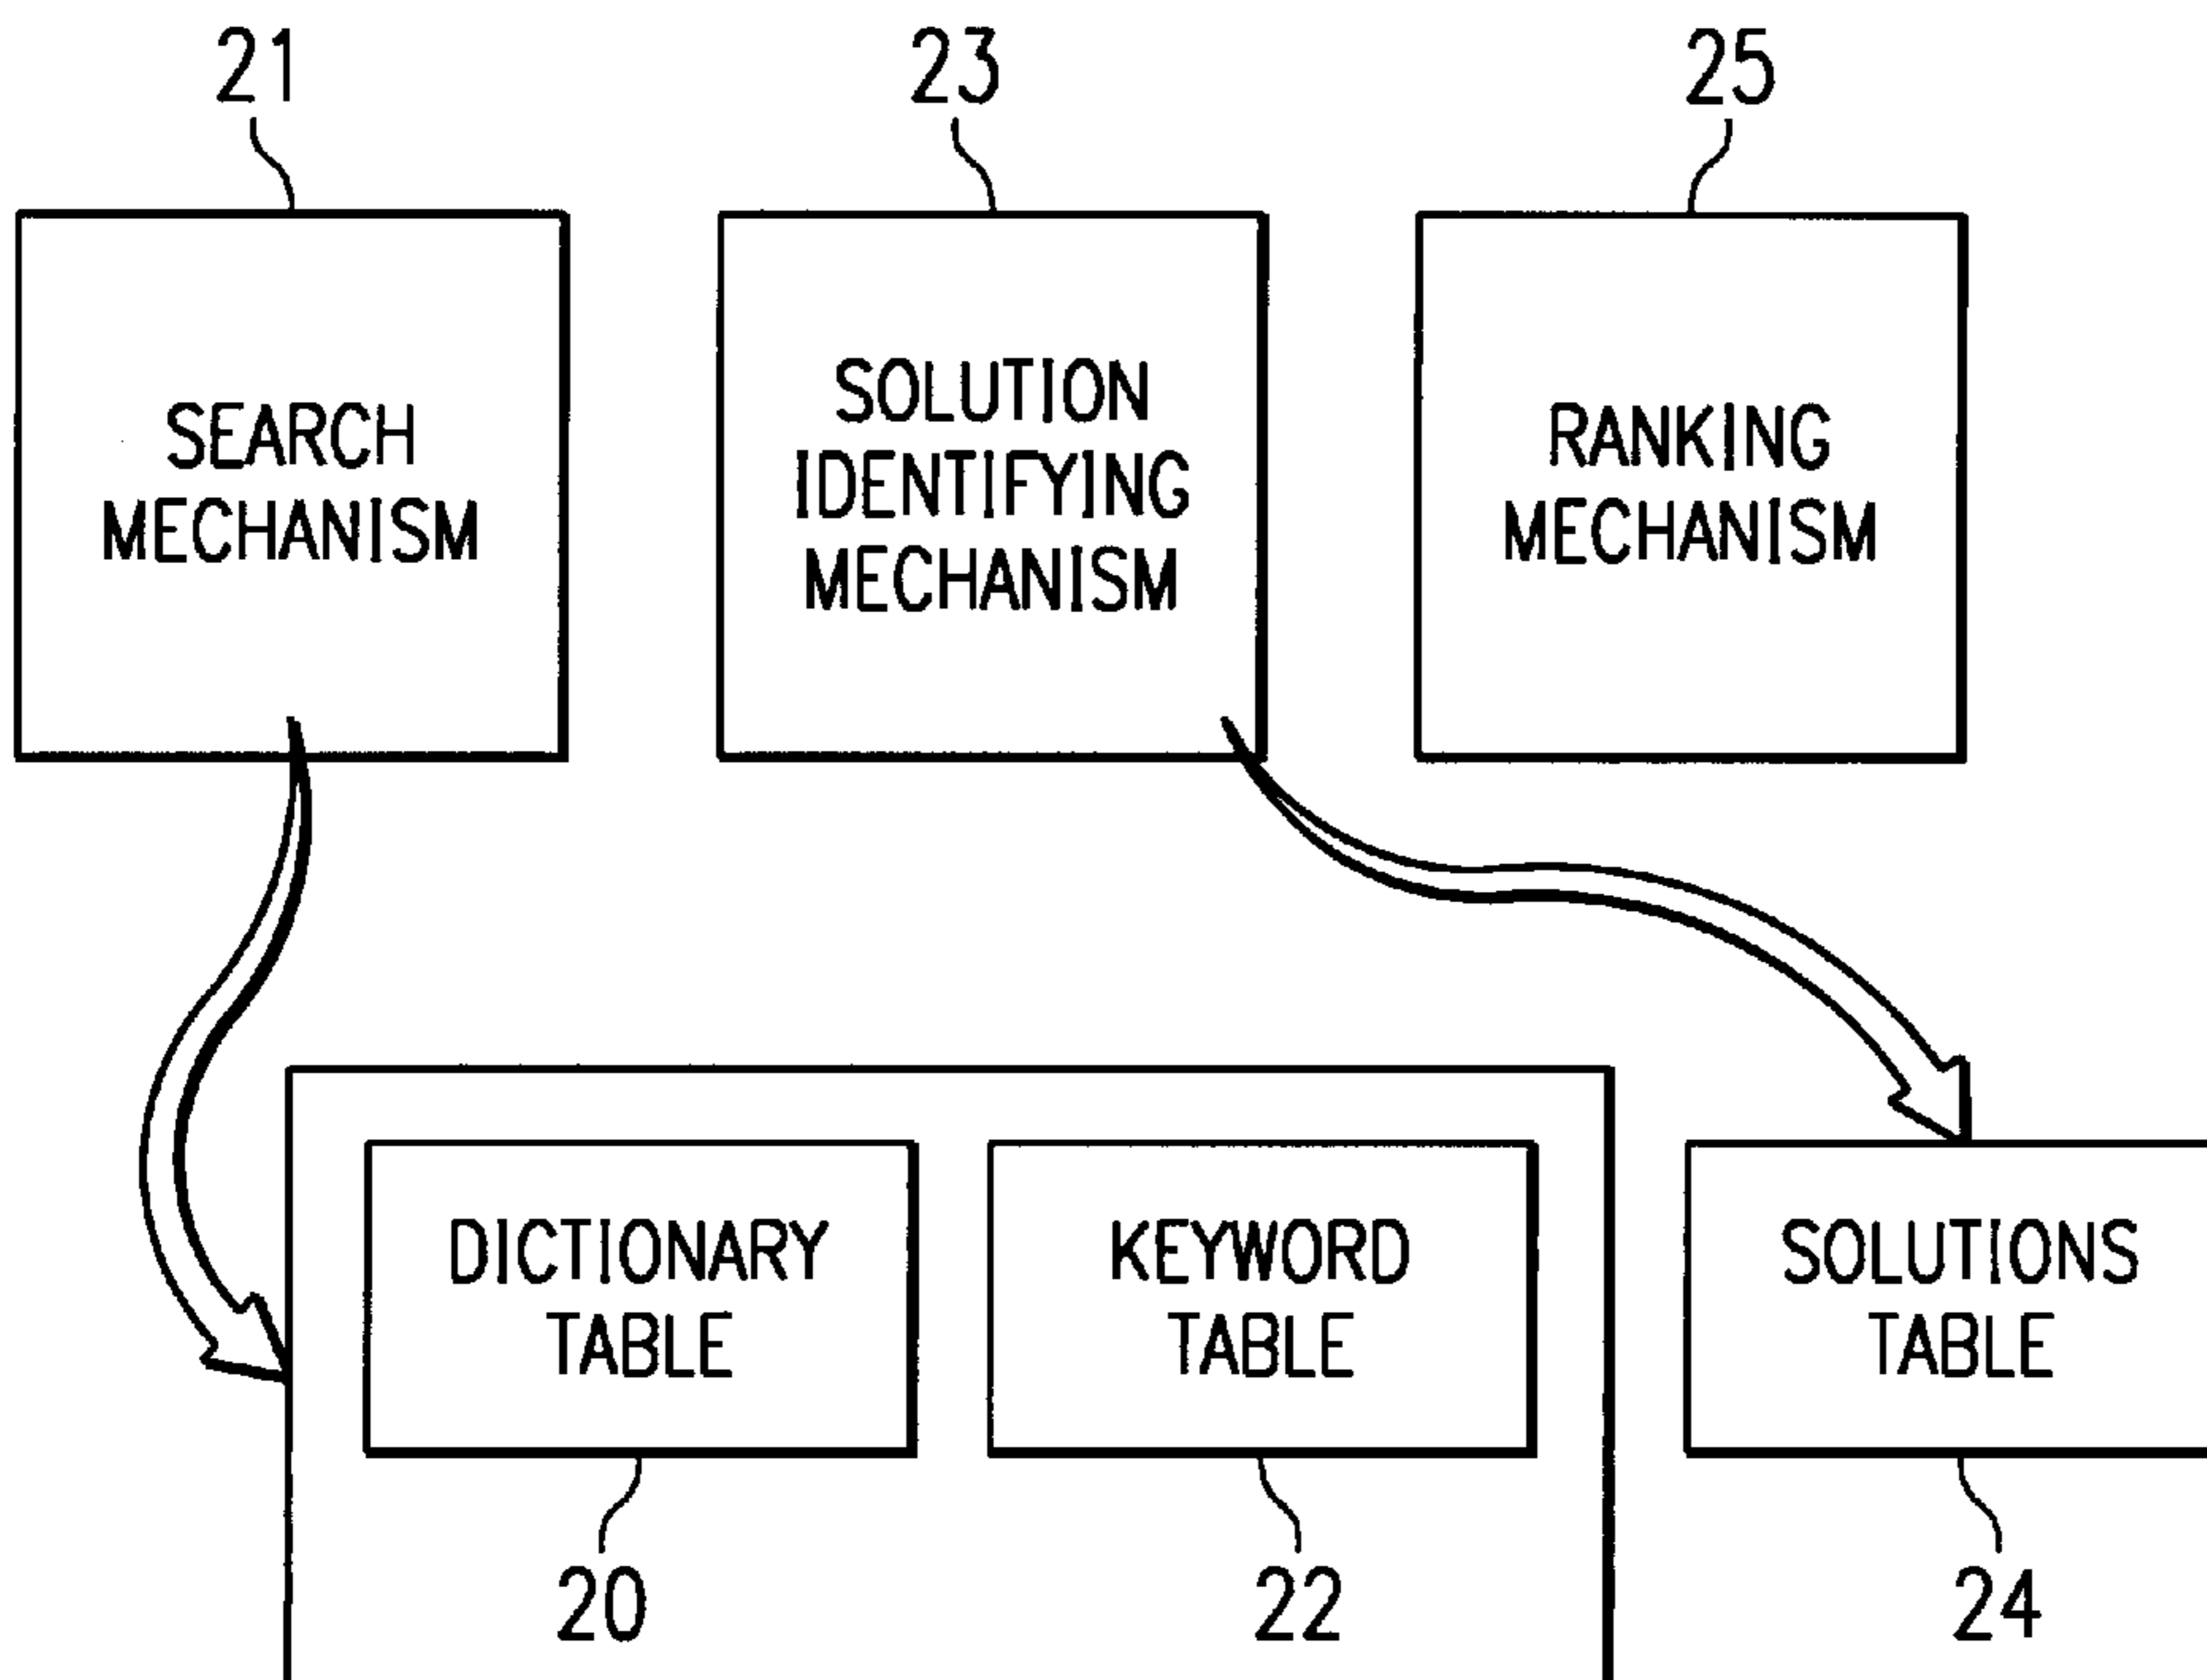 21
23
25
SEARCH
MECHANISM
SOLUTION
IDENTIFYING
MECHANISM
RANKING
MECHANISM
DICTIONARY
TABLE
KEYWORD
TABLE
SOLUTIONS
TABLE
20
22
24